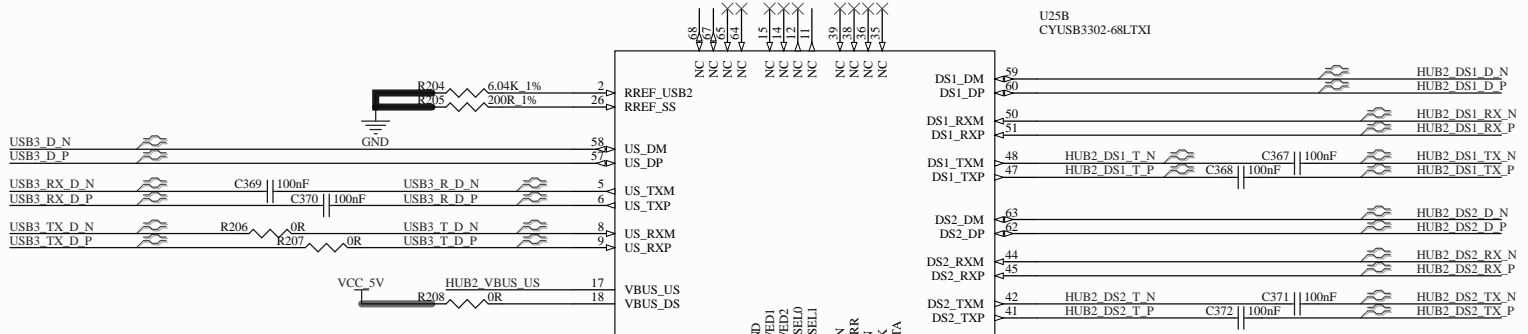 U25B
CYUSB3302-68LTXI
68 67 65 64 15 14 12 11 39 38 36 35
NC NC NC NC NC NC NC NC NC NC NC NC
R204 6.04K_1% 2 RREF_USB2
R205 200R_1% 26 RREF_SS
GND
USB3_D_N 58 US_DM
USB3_D_P 57 US_DP
USB3_RX_D_N C369 100nF USB3_R_D_N 5 US_TXM
USB3_RX_D_P C370 100nF USB3_R_D_P 6 US_TXP
USB3_TX_D_N R206 0R USB3_T_D_N 8 US_RXM
USB3_TX_D_P R207 0R USB3_T_D_P 9 US_RXP
VCC_5V HUB2_VBUS_US 17 VBUS_US
R208 0R 18 VBUS_DS
DS1_DM 59 HUB2_DS1_D_N
DS1_DP 60 HUB2_DS1_D_P
DS1_RXM 50 HUB2_DS1_RX_N
DS1_RXP 51 HUB2_DS1_RX_P
DS1_TXM 48 HUB2_DS1_T_N C367 100nF HUB2_DS1_TX_N
DS1_TXP 47 HUB2_DS1_T_P C368 100nF HUB2_DS1_TX_P
DS2_DM 63 HUB2_DS2_D_N
DS2_DP 62 HUB2_DS2_D_P
DS2_RXM 44 HUB2_DS2_RX_N
DS2_RXP 45 HUB2_DS2_RX_P
DS2_TXM 42 HUB2_DS2_T_N C371 100nF HUB2_DS2_TX_N
DS2_TXP 41 HUB2_DS2_T_P C372 100nF HUB2_DS2_TX_P